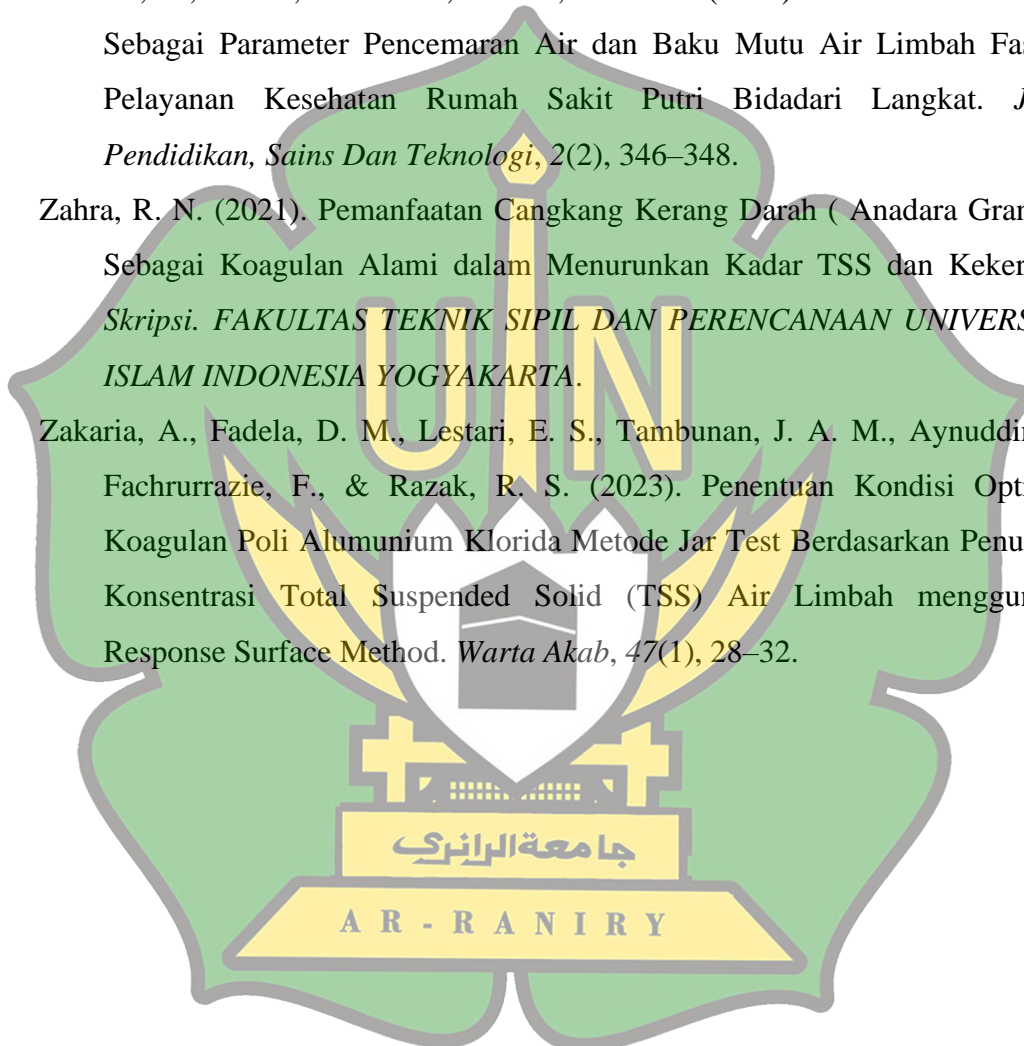 Sebagai Parameter Pencemaran Air dan Baku Mutu Air Limbah
Pelayanan Kesehatan Rumah Sakit Putri Bidadari Langkat.
Pendidikan, Sains Dan Teknologi, 2(2), 346–348.
Zahra, R. N. (2021). Pemanfaatan Cangkang Kerang Darah ( Anadara Gran
Sebagai Koagulan Alami dalam Menurunkan Kadar TSS dan Keker
Skripsi. FAKULTAS TEKNIK SIPIL DAN PERENCANAAN UNIVERS
ISLAM INDONESIA YOGYAKARTA.
UIN
Zakaria, A., Fadela, D. M., Lestari, E. S., Tambunan, J. A. M., Aynuddin
Fachrurrazie, F., & Razak, R. S. (2023). Penentuan Kondisi Opti
Koagulan Poli Alumunium Klorida Metode Jar Test Berdasarkan Penu
Konsentrasi Total Suspended Solid (TSS) Air Limbah menggun
Response Surface Method. Warta Akab, 47(1), 28–32.
جامعة الرانري
AR-RANIRY